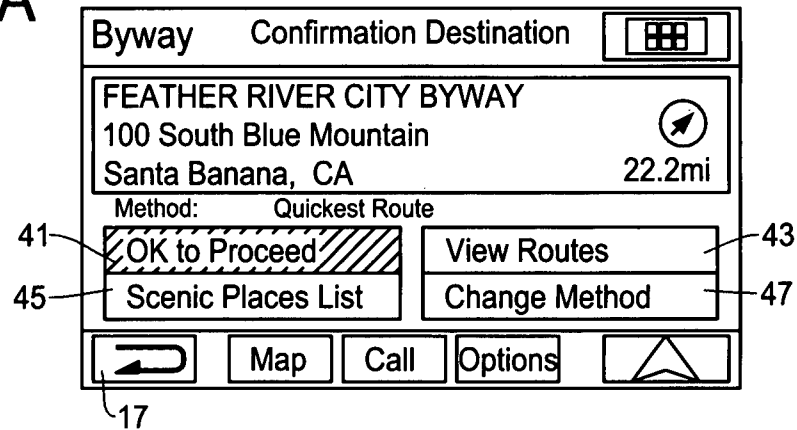 A
Byway Confirmation Destination
FEATHER RIVER CITY BYWAY
100 South Blue Mountain
Santa Banana, CA 22.2mi
Method: Quickest Route
41 OK to Proceed View Routes 43
45 Scenic Places List Change Method 47
Map Call Options
17